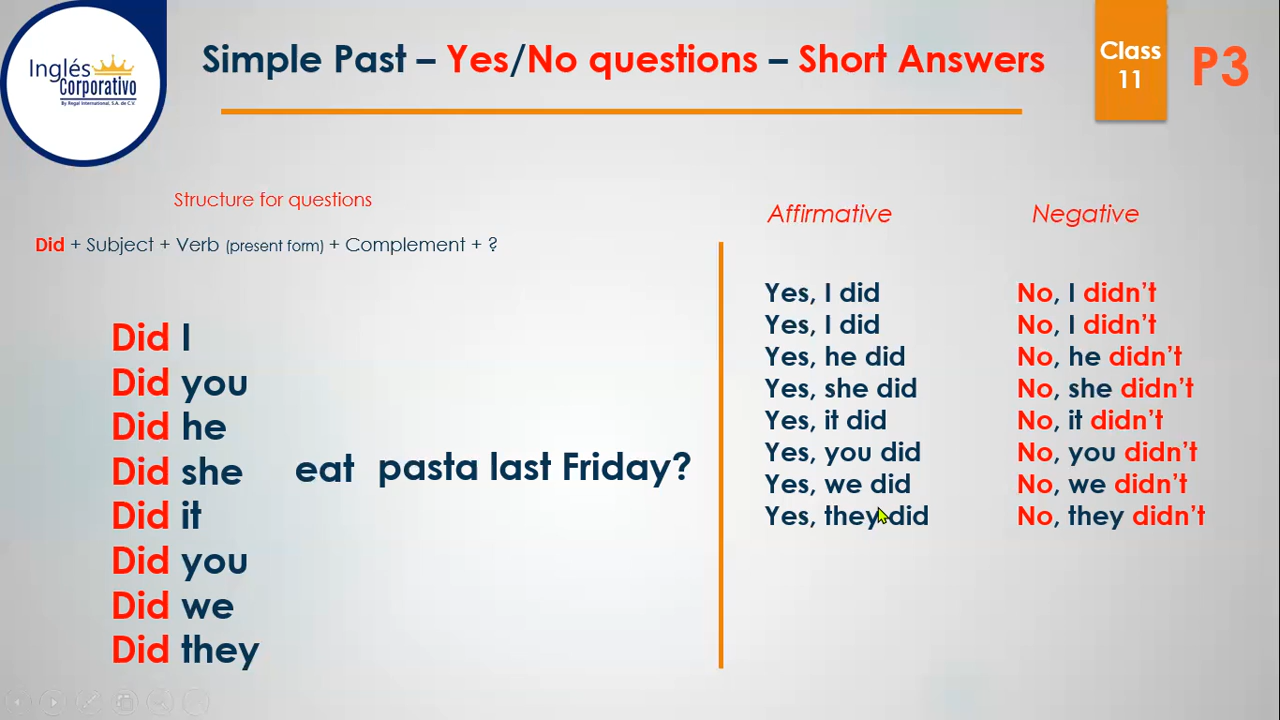 Inglés
Corporativo
By Regal International, S.A. de C.V.
Simple Past – Yes/No questions – Short Answers
Class
11
P3
Structure for questions
Did + Subject + Verb (present form) + Complement + ?
Did I
Did you
Did he
Did she
Did it
Did you
Did we
Did they
eat pasta last Friday?
Affirmative
Yes, I did
Yes, I did
Yes, he did
Yes, she did
Yes, it did
Yes, you did
Yes, we did
Yes, they did
Negative
No, I didn't
No, I didn't
No, he didn't
No, she didn't
No, it didn't
No, you didn't
No, we didn't
No, they didn't